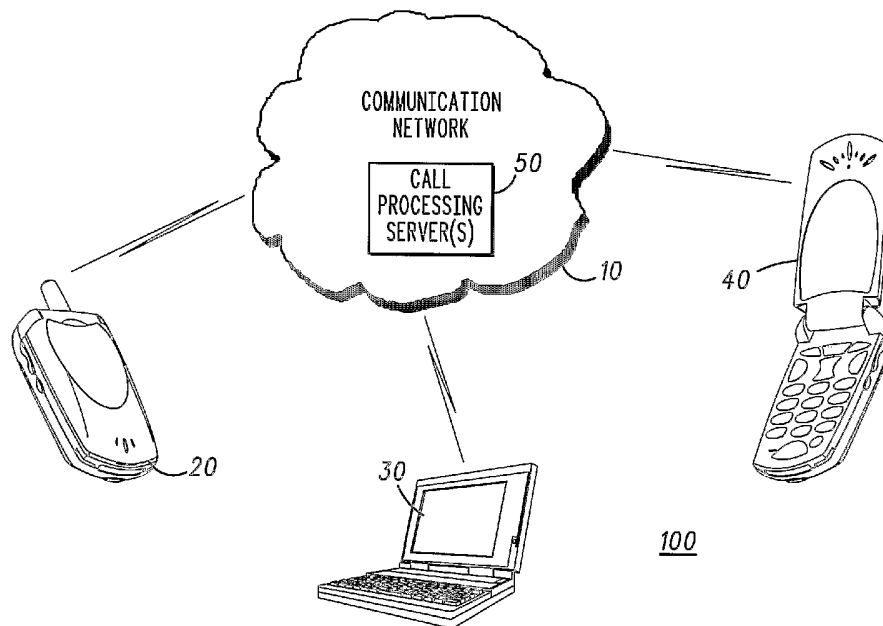 COMMUNICATION
NETWORK
50
CALL
PROCESSING
SERVER(S)
10
40
20
30
100